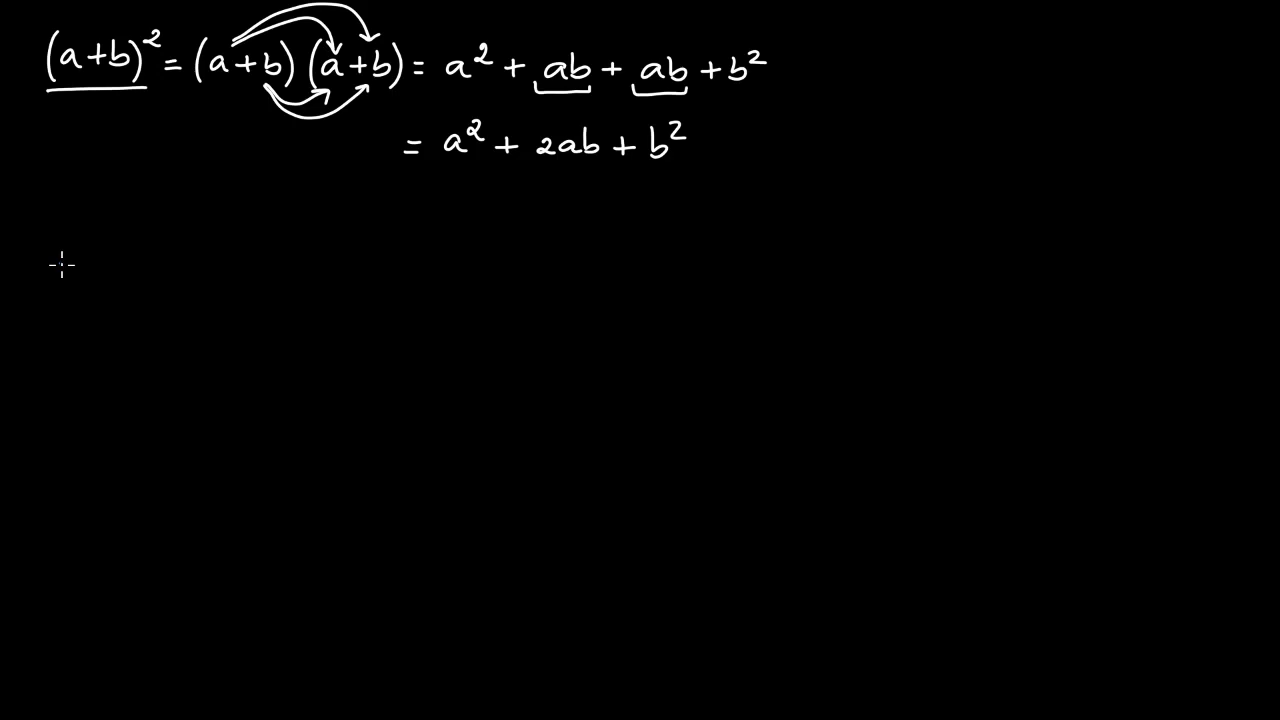 (a+b)² = (a+b)(a+b) = a² + ab + ab + b²
= a² + 2ab + b²